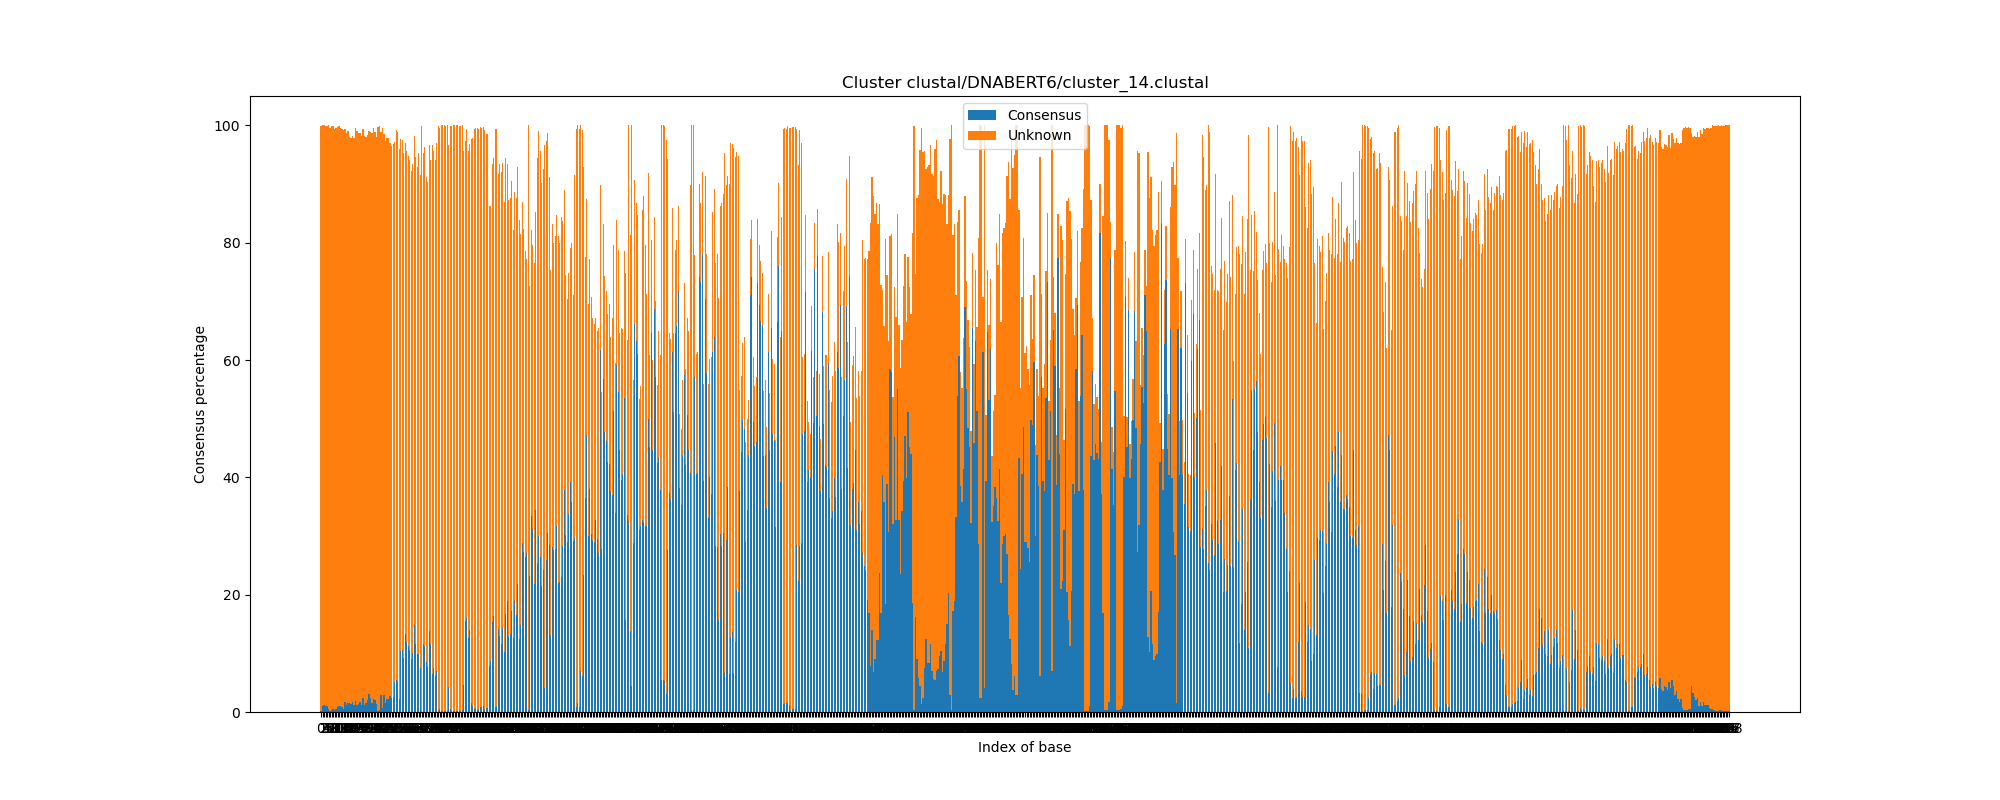 Cluster clustal/DNABERT6/cluster_14.clustal
Consensus
Unknown
100
80
60
40
20
0
Consensus percentage
Index of base